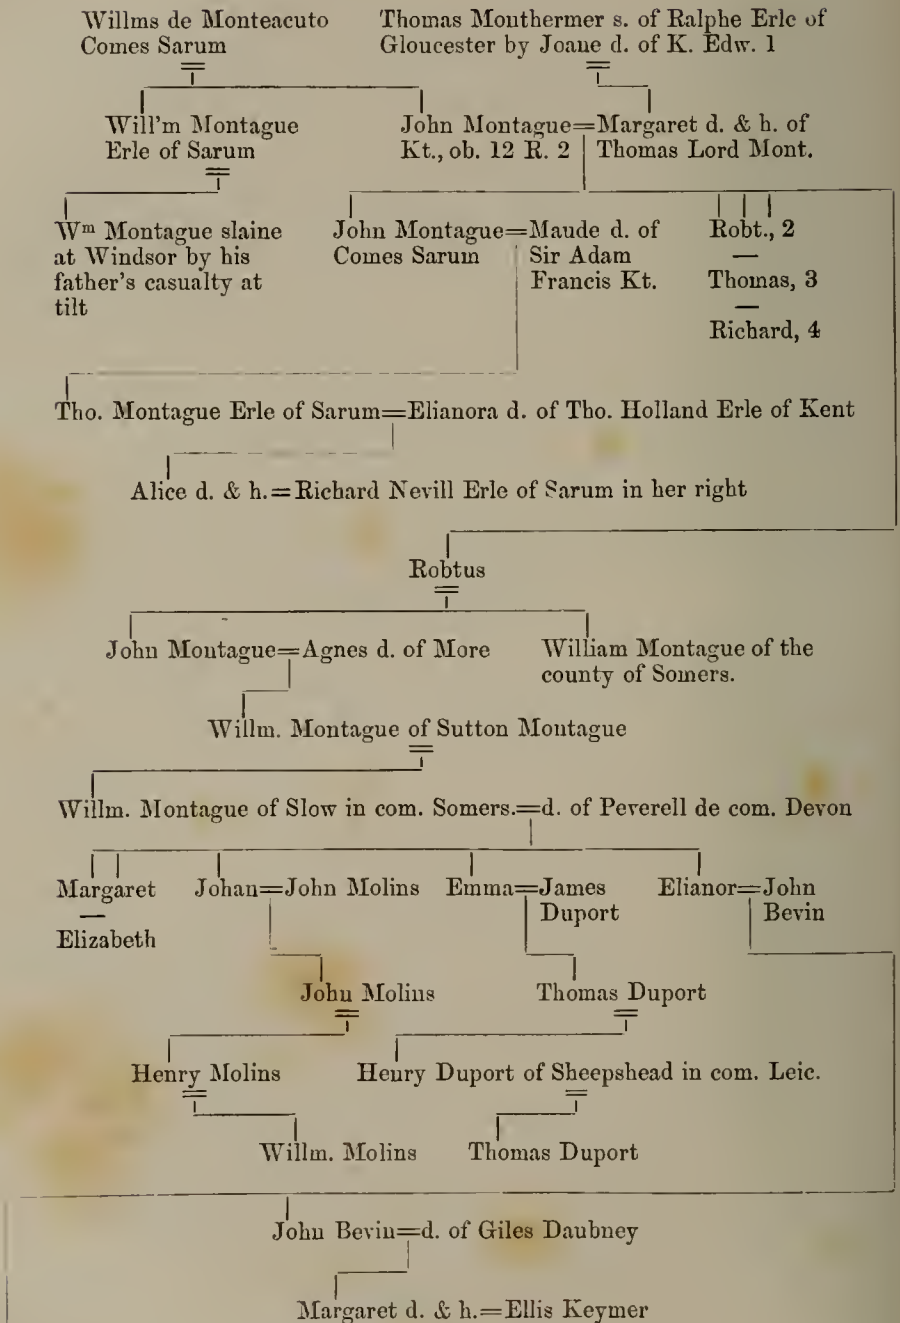 Willms de Monteacuto
Comes Sarum
Thomas Monthermer s. of Ralphe Erle of
Gloucester by Joane d. of K. Edw. 1
Will'm Montague
Erle of Sarum
John Montague=Margaret d. & h. of
Kt., ob. 12 R. 2 Thomas Lord Mont.
Wm Montague slaine
at Windsor by his
father's casualty at
tilt
John Montague=Maude d. of
Comes Sarum Sir Adam
Francis Kt.
Robt., 2
—
Thomas, 3
—
Richard, 4
Tho. Montague Erle of Sarum=Elianora d. of Tho. Holland Erle of Kent
Alice d. & h.=Richard Nevill Erle of Sarum in her right
Robtus
John Montague=Agnes d. of More
William Montague of the
county of Somers.
Willm. Montague of Sutton Montague
Willm. Montague of Slow in com. Somers.=d. of Peverell de com. Devon
Margaret
—
Elizabeth
Johan=John Molins
Emma=James
Duport
Elianor=John
Bevin
John Molins
Thomas Duport
Henry Molins
Henry Duport of Sheepshead in com. Leic.
Willm. Molins
Thomas Duport
John Bevin=d. of Giles Daubney
Margaret d. & h.=Ellis Keymer